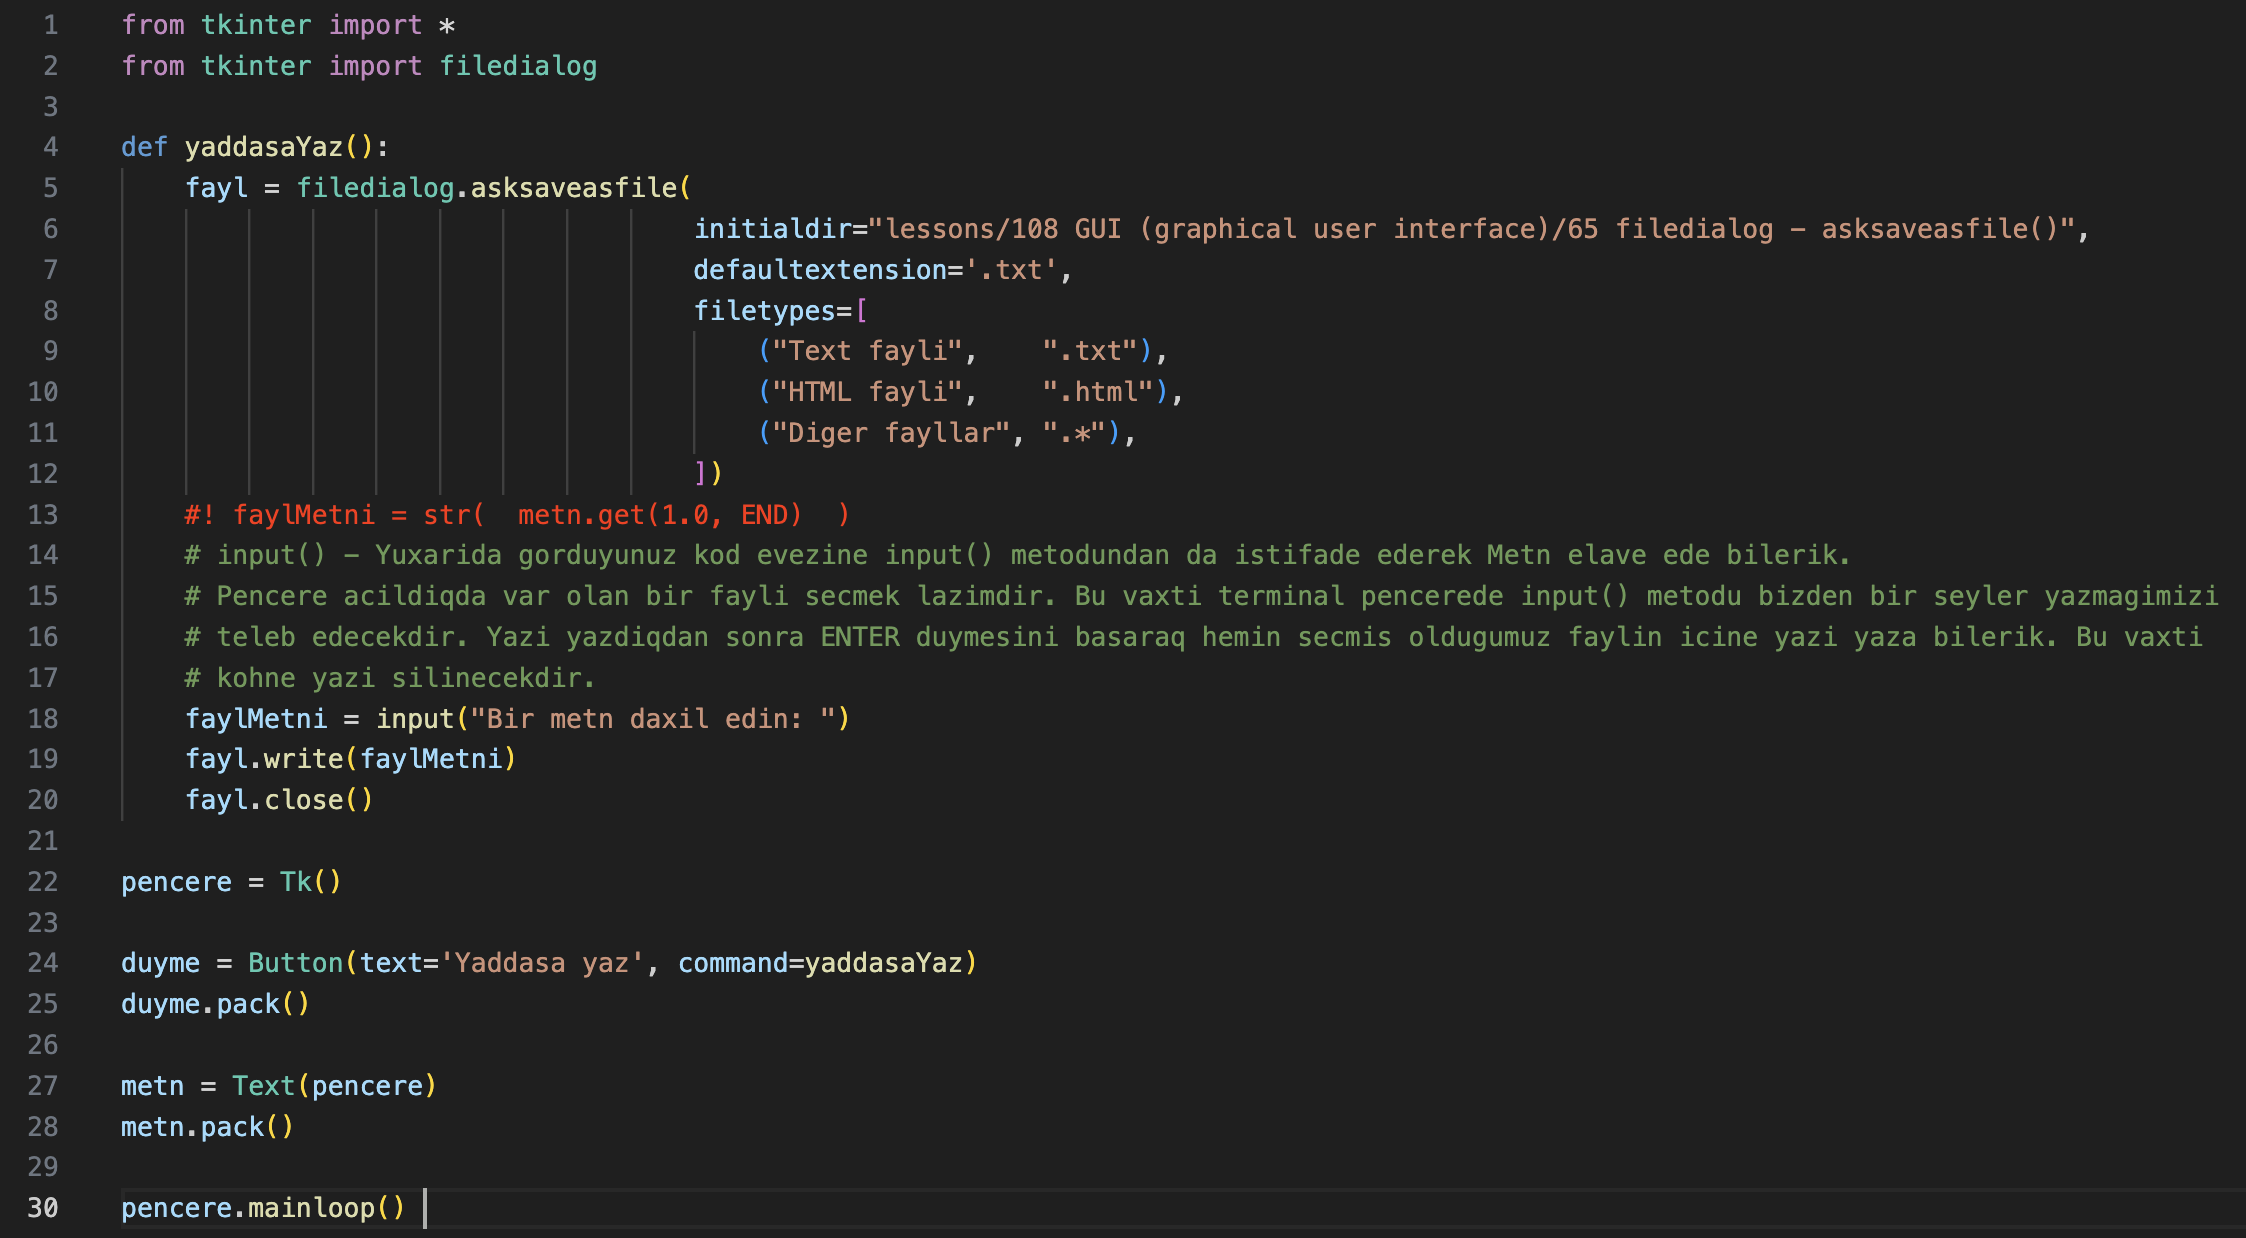 1 from tkinter import *
2 from tkinter import filedialog
3
4 def yaddasaYaz():
5     fayl = filedialog.asksaveasfile(
6                                     initialdir="lessons/108 GUI (graphical user interface)/65 filedialog - asksaveasfile()",
7                                     defaultextension='.txt',
8                                     filetypes=[
9                                         ("Text fayli",    ".txt"),
10                                         ("HTML fayli",    ".html"),
11                                         ("Diger fayllar", ".*"),
12                                     ])
13     #! faylMetni = str(  metn.get(1.0, END)  )
14     # input() - Yuxarida gorduyunuz kod evezine input() metodundan da istifade ederek Metn elave ede bilerik.
15     # Pencere acildiqda var olan bir fayli secmek lazimdir. Bu vaxti terminal pencerede input() metodu bizden bir seyler yazmagimizi
16     # teleb edecekdir. Yazi yazdiqdan sonra ENTER duymesini basaraq hemin secmis oldugumuz faylin icine yazi yaza bilerik. Bu vaxti
17     # kohne yazi silinecekdir.
18     faylMetni = input("Bir metn daxil edin: ")
19     fayl.write(faylMetni)
20     fayl.close()
21
22 pencere = Tk()
23
24 duyme = Button(text='Yaddasa yaz', command=yaddasaYaz)
25 duyme.pack()
26
27 metn = Text(pencere)
28 metn.pack()
29
30 pencere.mainloop()